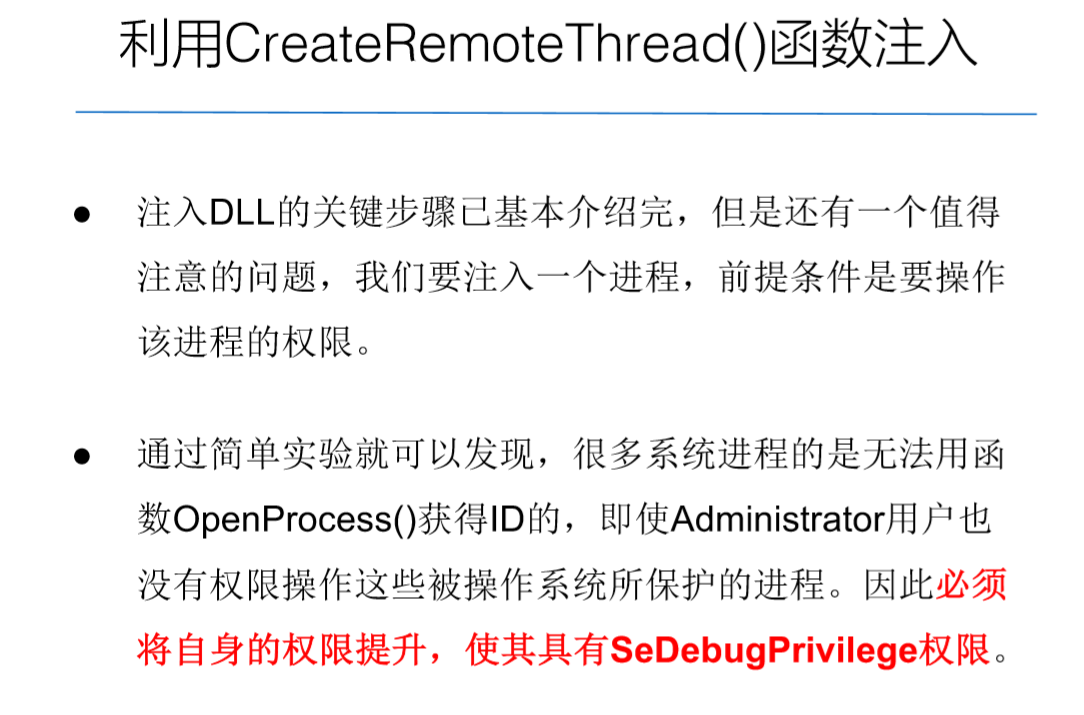 利用CreateRemoteThread()函数注入
● 注入DLL的关键步骤已基本介绍完，但是还有一个值得
注意的问题，我们要注入一个进程，前提条件是要操作
该进程的权限。
● 通过简单实验就可以发现，很多系统进程的是无法用函
数OpenProcess()获得ID的，即使Administrator用户也
没有权限操作这些被操作系统所保护的进程。因此必须
将自身的权限提升，使其具有SeDebugPrivilege权限。